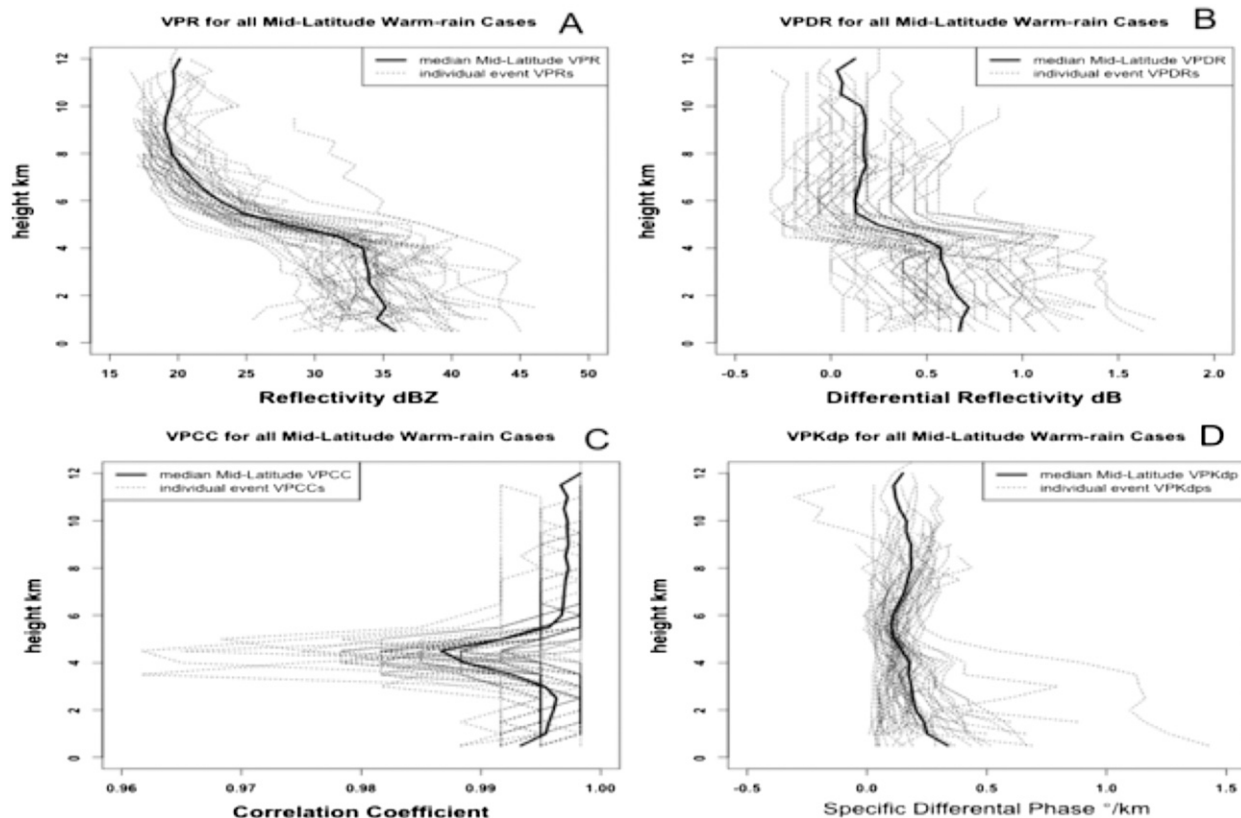 VPR for all Mid-Latitude Warm-rain Cases
A
median Mid-Latitude VPR
individual event VPRs
height km
0 2 4 6 8 10 12
15 20 25 30 35 40 45 50
Reflectivity dBZ
VPDR for all Mid-Latitude Warm-rain Cases
B
median Mid-Latitude VPDR
individual event VPDRs
height km
0 2 4 6 8 10 12
-0.5 0.0 0.5 1.0 1.5 2.0
Differential Reflectivity dB
VPCC for all Mid-Latitude Warm-rain Cases
C
median Mid-Latitude VPCC
individual event VPCCs
height km
0 2 4 6 8 10 12
0.96 0.97 0.98 0.99 1.00
Correlation Coefficient
VPKdp for all Mid-Latitude Warm-rain Cases
D
median Mid-Latitude VPKdp
individual event VPKdps
height km
0 2 4 6 8 10 12
-0.5 0.0 0.5 1.0 1.5
Specific Differental Phase °/km